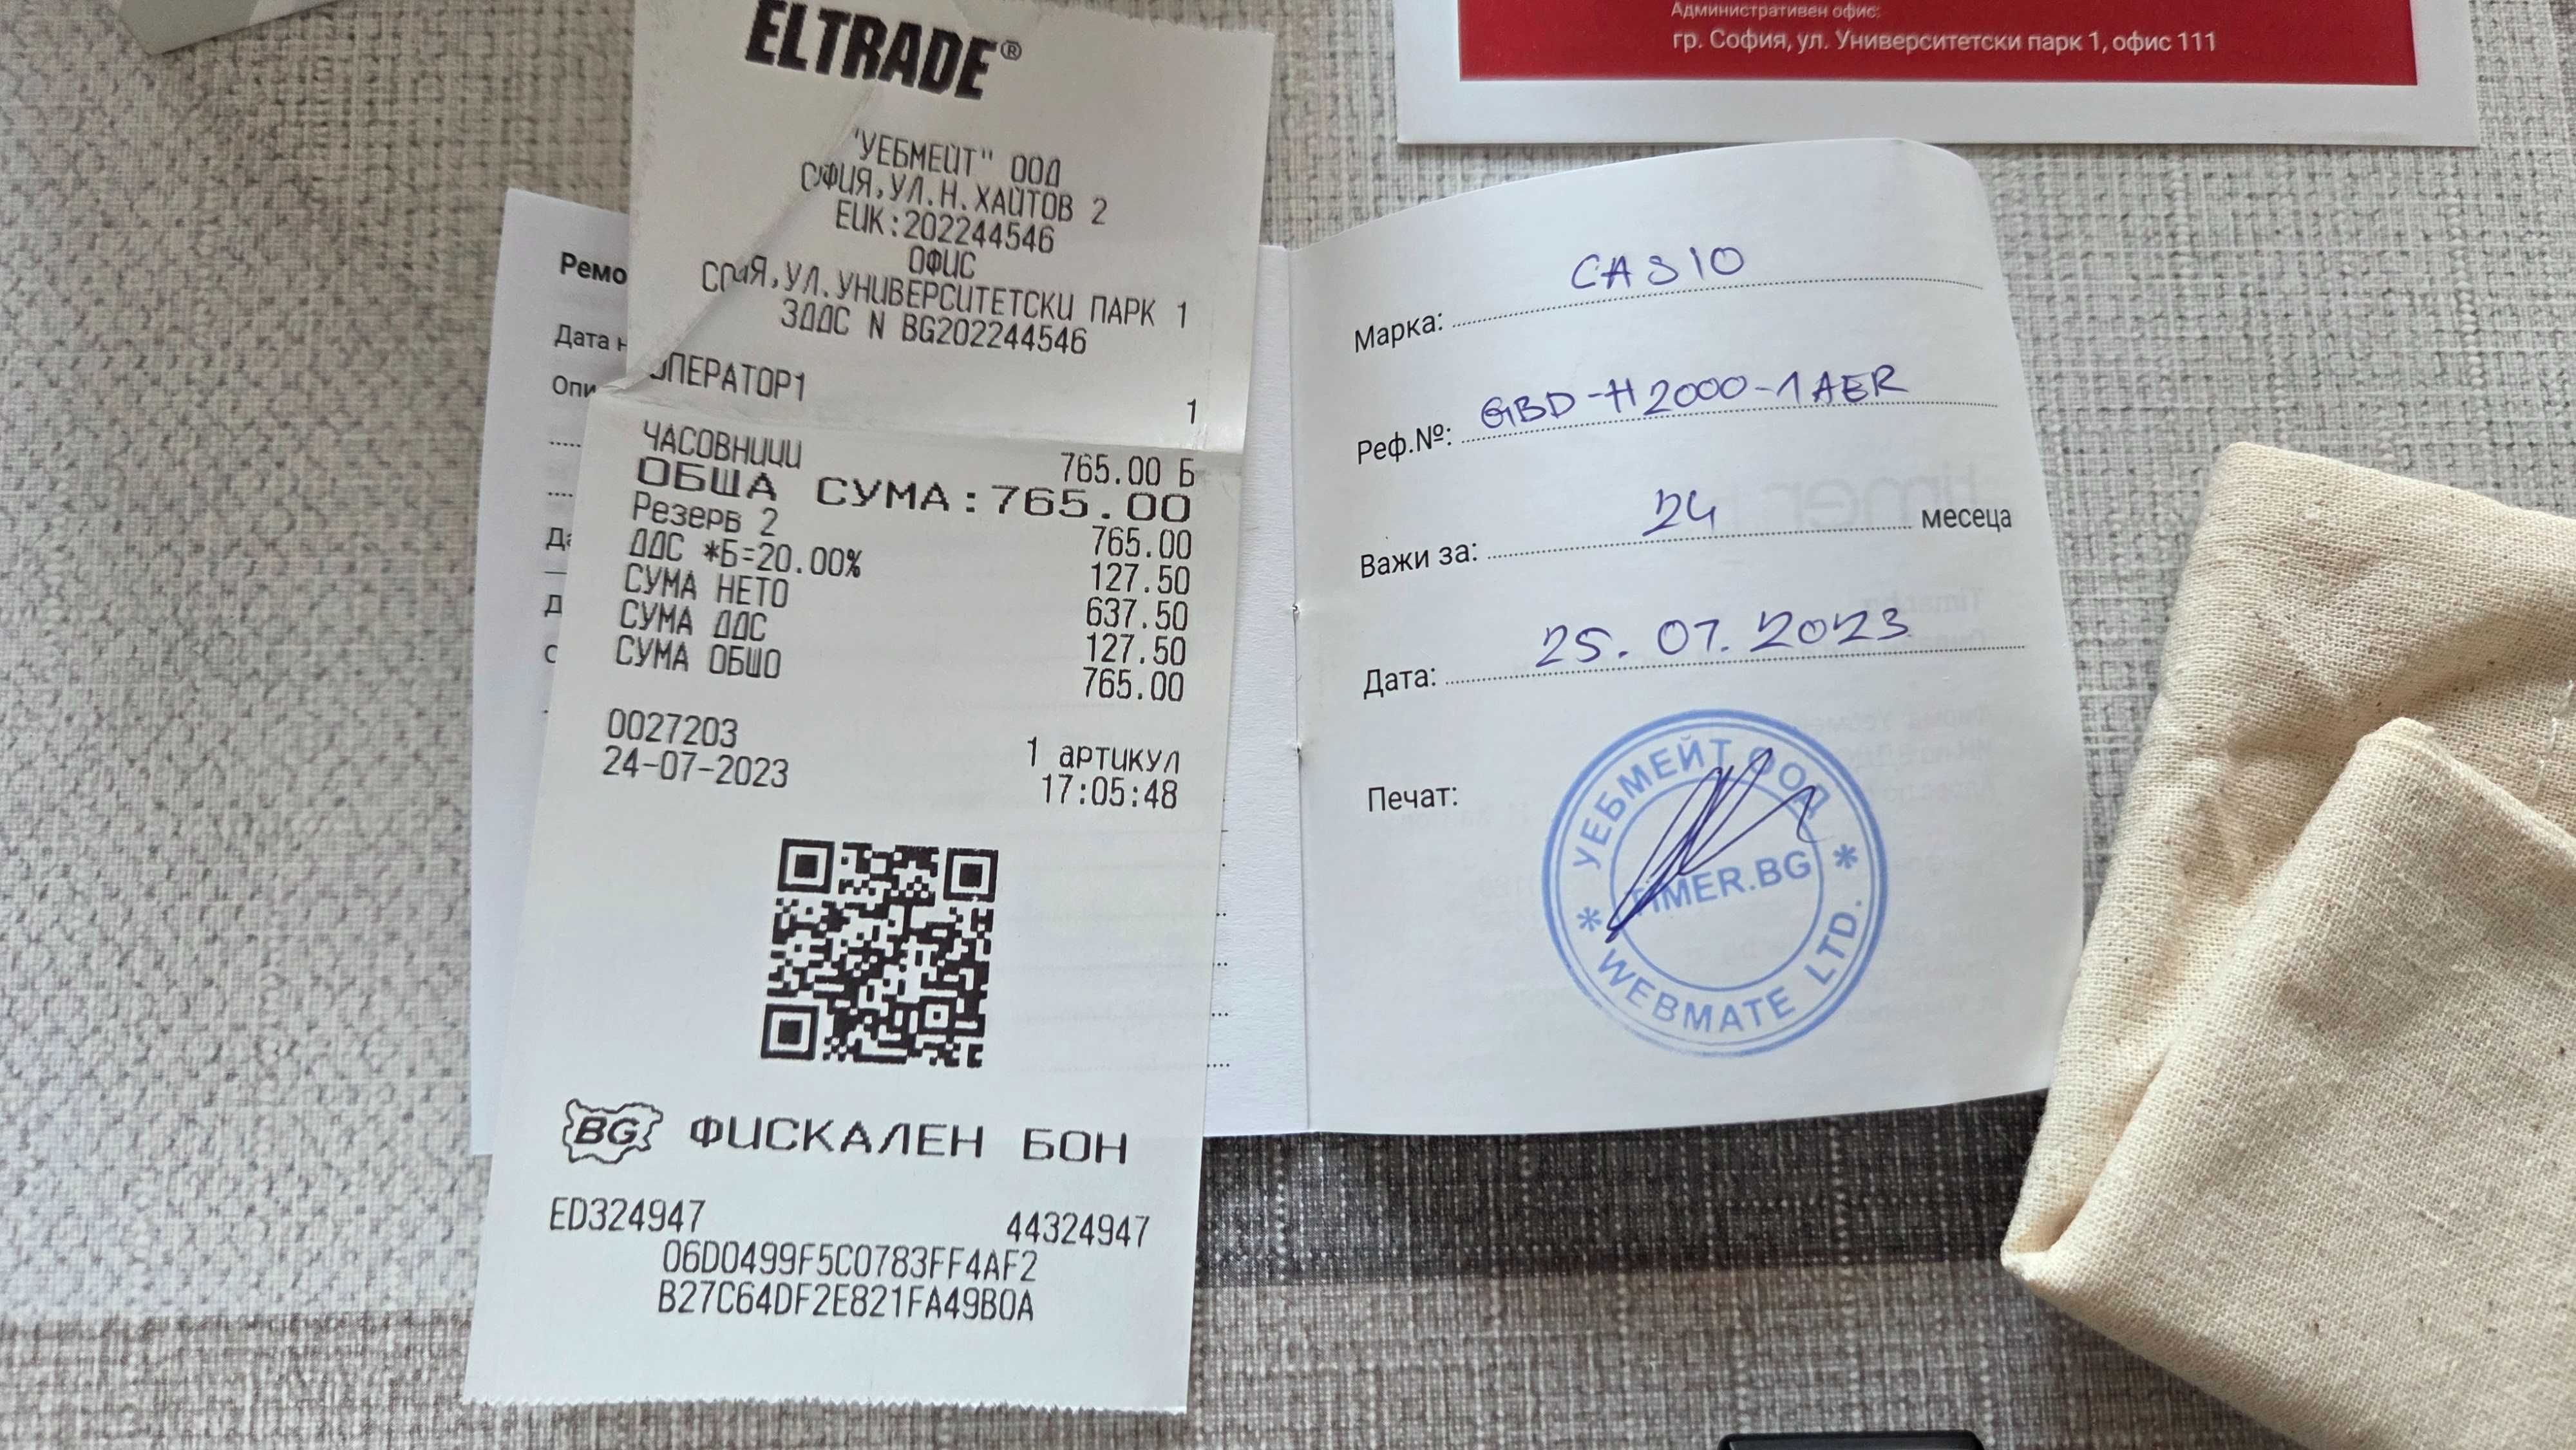 ELTRADE®
"УЕБМЕЙТ" ООД
СОФИЯ,УЛ.Н.ХАЙТОВ 2
ЕИК:202244546
ОФИС
УЛ.УНИВЕРСИТЕТСКИ ПАРК 1
ЗДДС N BG202244546
ОПЕРАТОР1
1
ЧАСОВНИЦИ 765.00 Б
ОБЩА СУМА:765.00
Резерв 2 765.00
ДДС *Б=20.00% 127.50
СУМА НЕТО 637.50
СУМА ДДС 127.50
СУМА ОБЩО 765.00
0027203 1 артикул
24-07-2023 17:05:48
BG ФИСКАЛЕН БОН
ED324947 44324947
06D0499F5C0783FF4AF2
B27C64DF2E821FA49B0A
Административен офис:
гр. София, ул. Университетски парк 1, офис 111
Ремо
Дата н
Опи
Марка: CASIO
Реф.№: GBD-H2000-1AER
Важи за: 24 месеца
Дата: 25.07.2023
Печат:
УЕБМЕЙТ ООД
TIMER.BG
* WEBMATE LTD. *